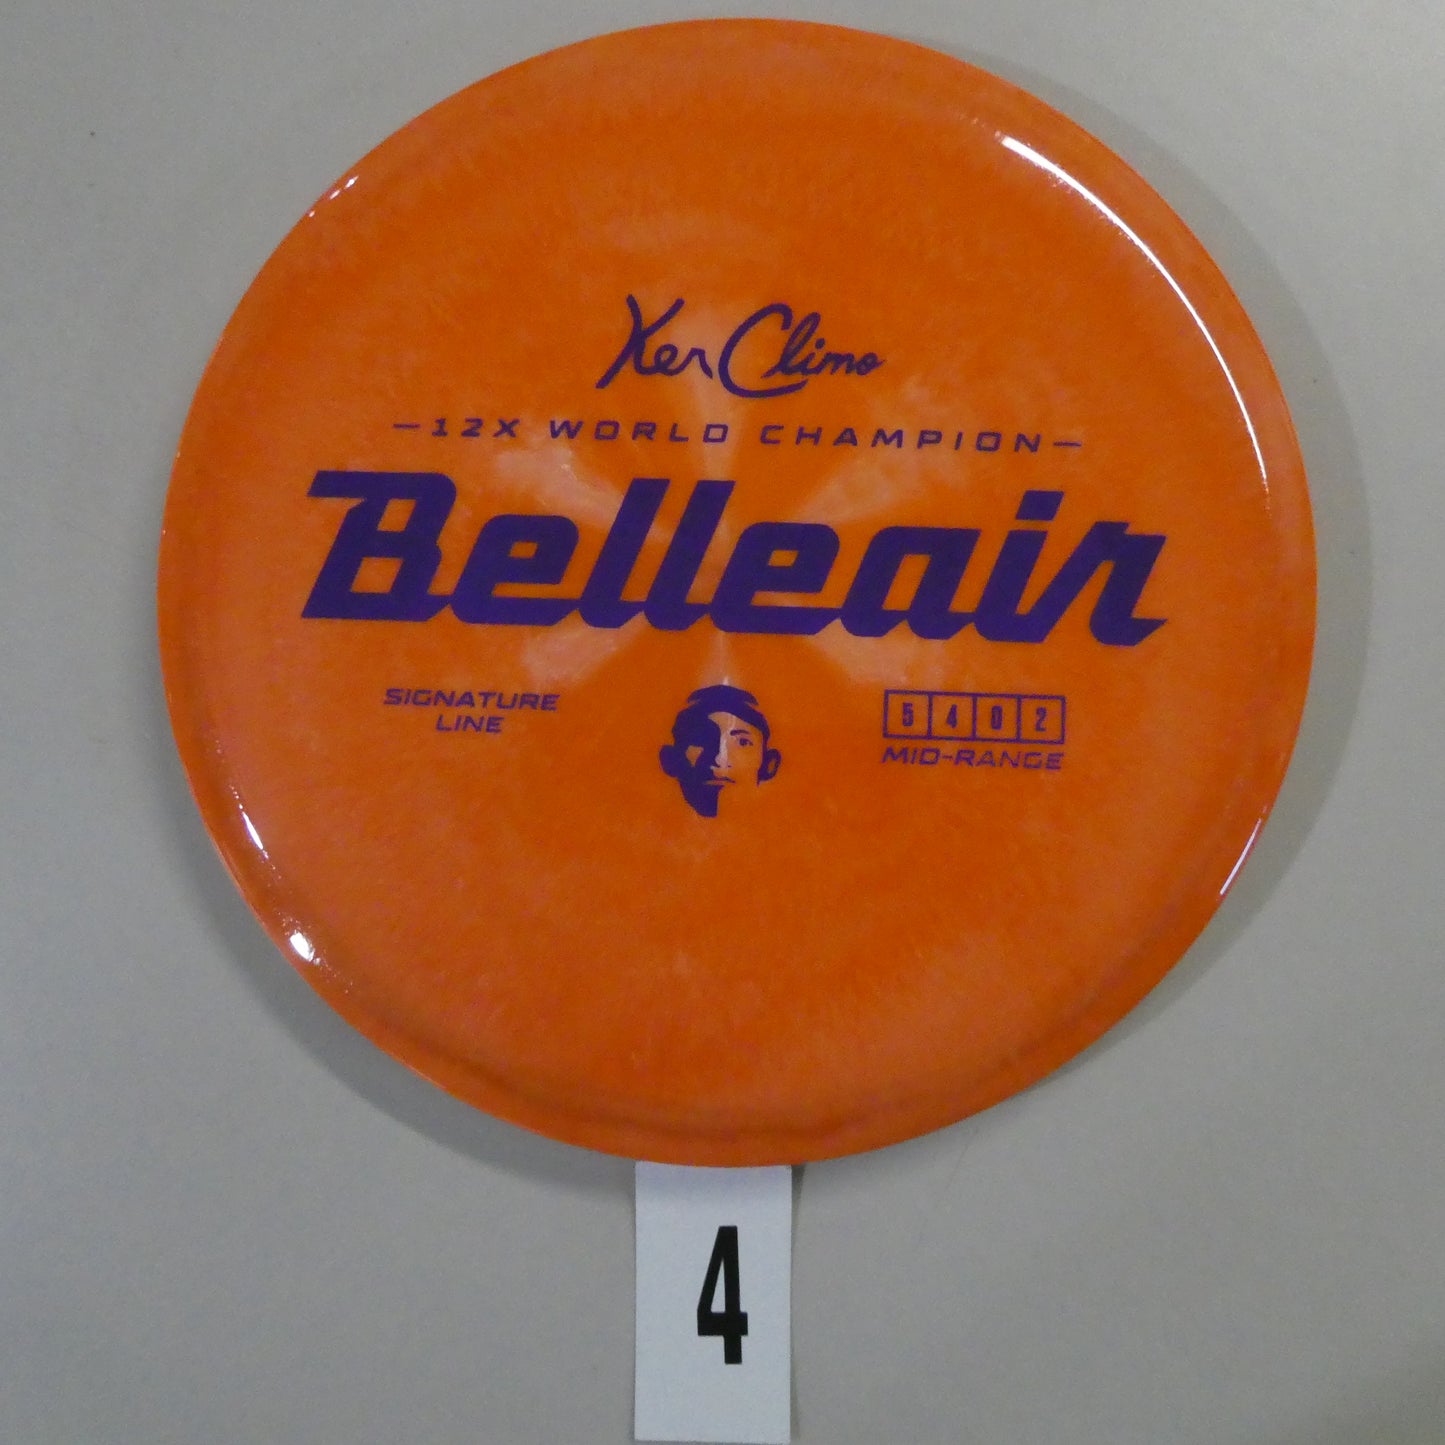 Ken Climo
—12X WORLD CHAMPION—
Belleair
SIGNATURE
LINE
5 4 0 2
MID-RANGE
4